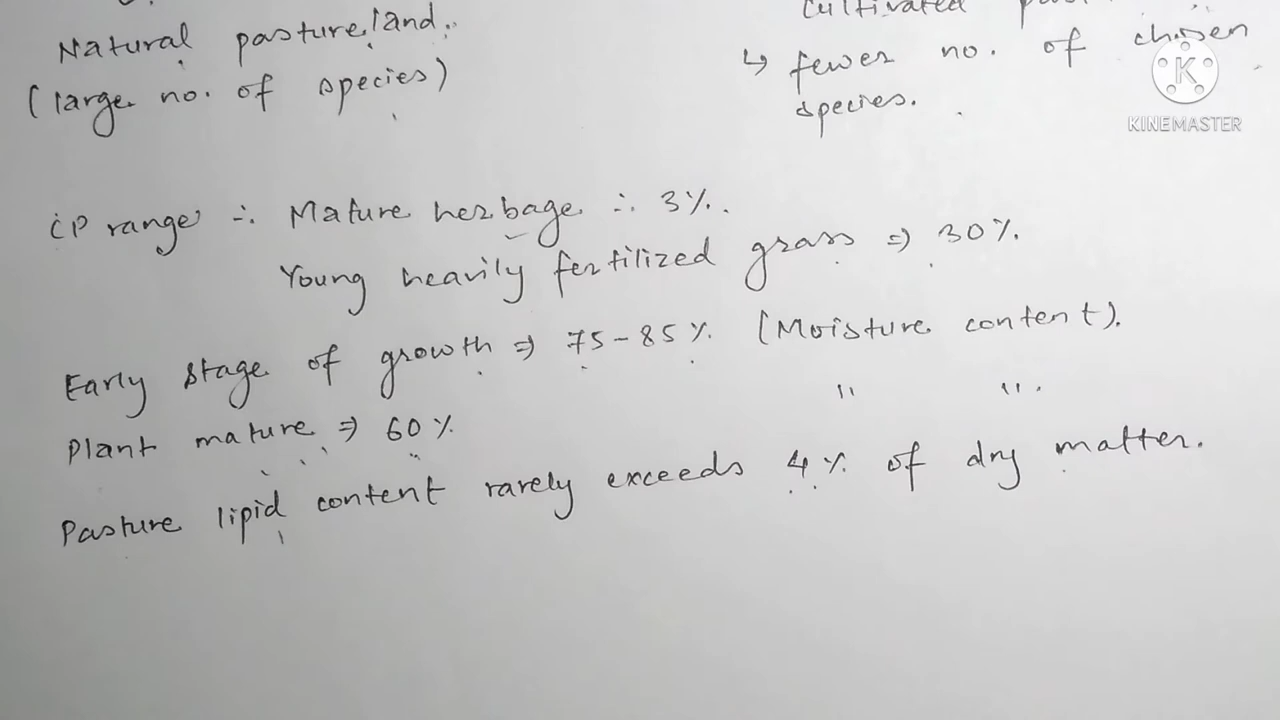 Natural pastureland.
(large no. of species)
Cultivated
↳ fewer no. of chosen
species.
KINEMASTER
CP range ∴ Mature herbage ∴ 3%.
Young heavily fertilized grass ⇒ 30%.
Early stage of growth ⇒ 75-85% (Moisture content).
Plant mature ⇒ 60% " ".
Pasture lipid content rarely exceeds 4% of dry matter.